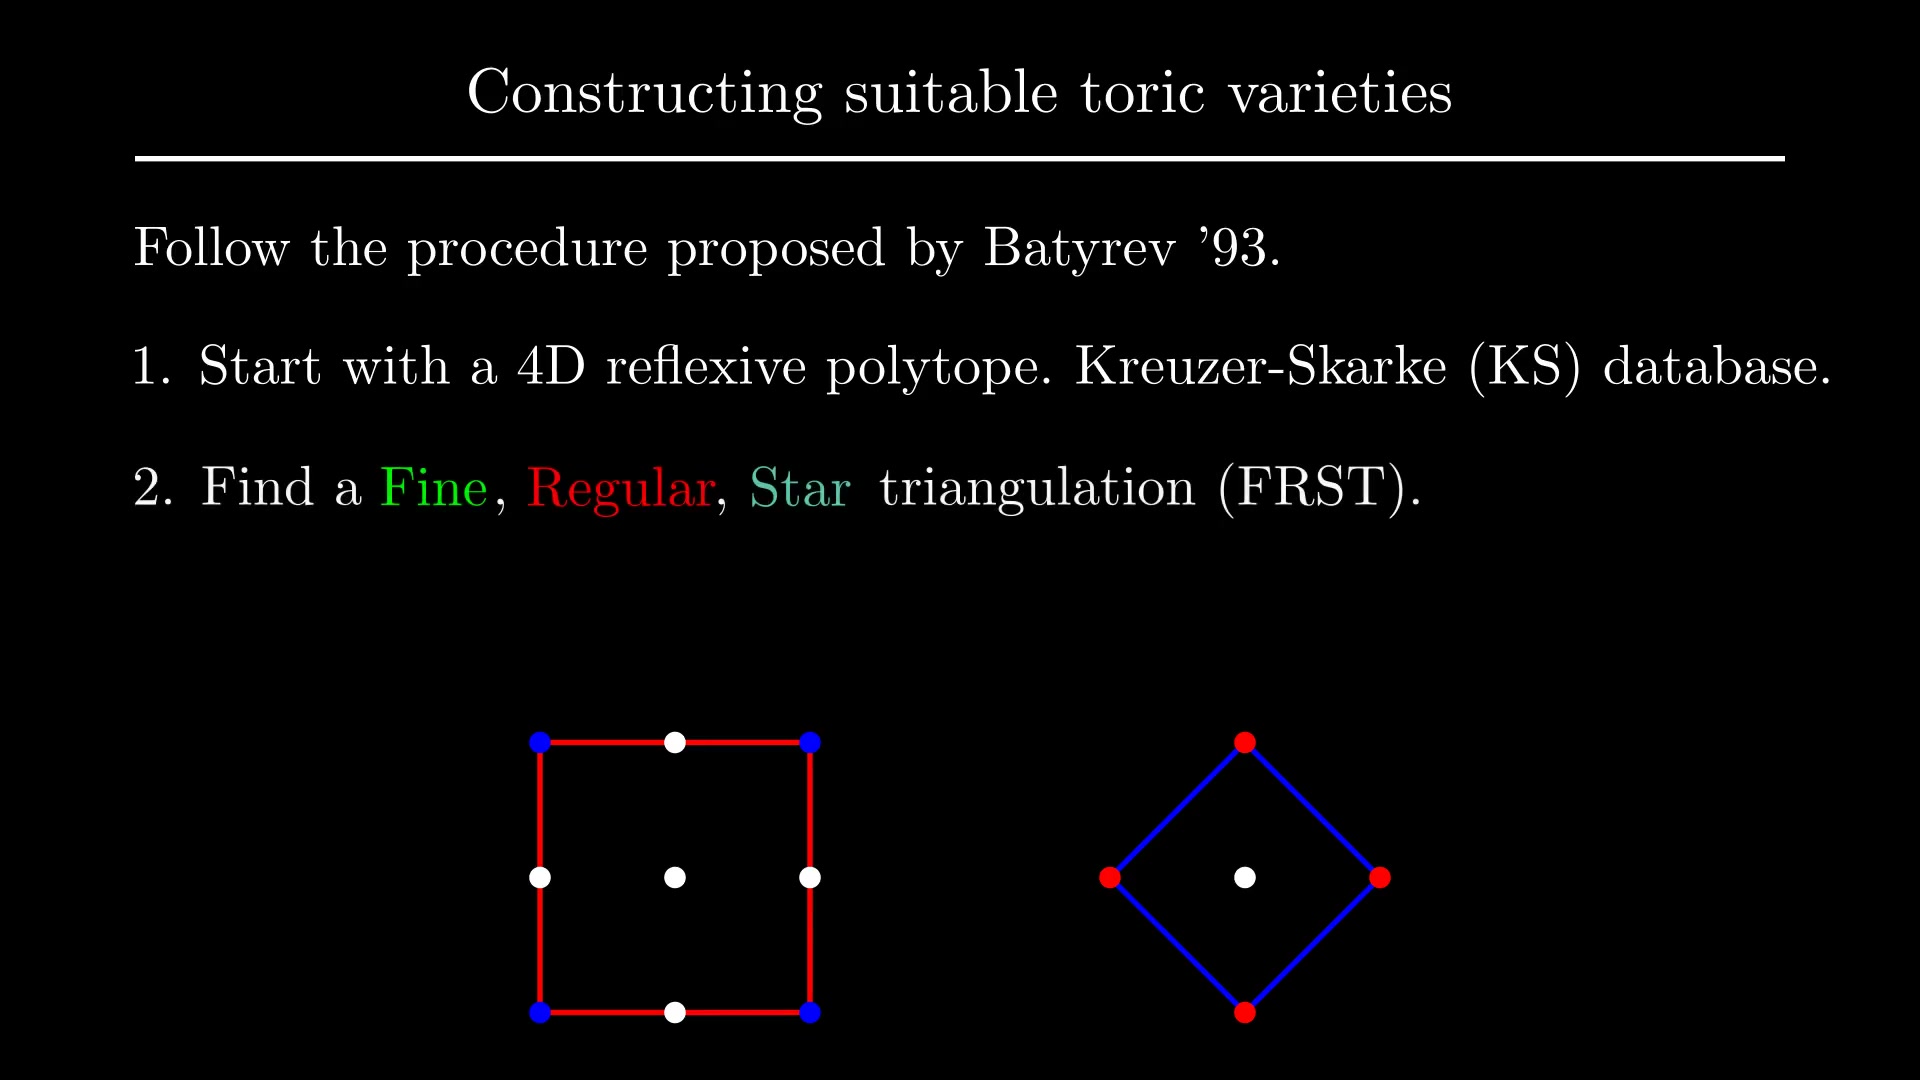 Constructing suitable toric varieties
Follow the procedure proposed by Batyrev ’93.
1. Start with a 4D reflexive polytope. Kreuzer-Skarke (KS) database.
2. Find a Fine, Regular, Star triangulation (FRST).